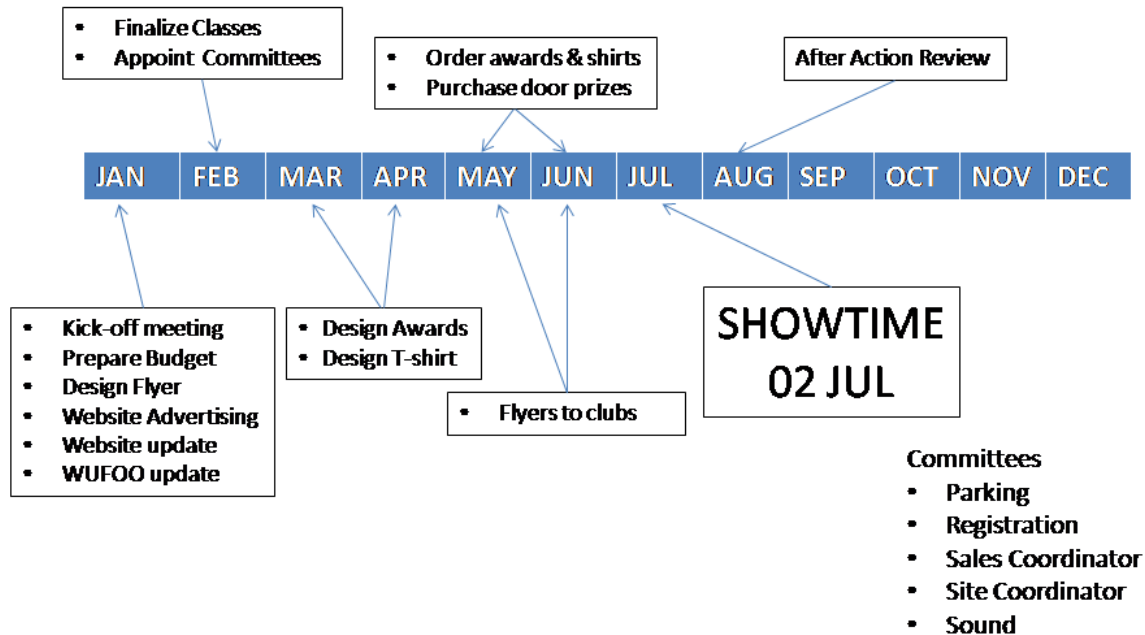 • Finalize Classes
• Appoint Committees
• Order awards & shirts
• Purchase door prizes
After Action Review
JAN FEB MAR APR MAY JUN JUL AUG SEP OCT NOV DEC
• Kick-off meeting
• Prepare Budget
• Design Flyer
• Website Advertising
• Website update
• WUFOO update
• Design Awards
• Design T-shirt
• Flyers to clubs
SHOWTIME
02 JUL
Committees
• Parking
• Registration
• Sales Coordinator
• Site Coordinator
• Sound